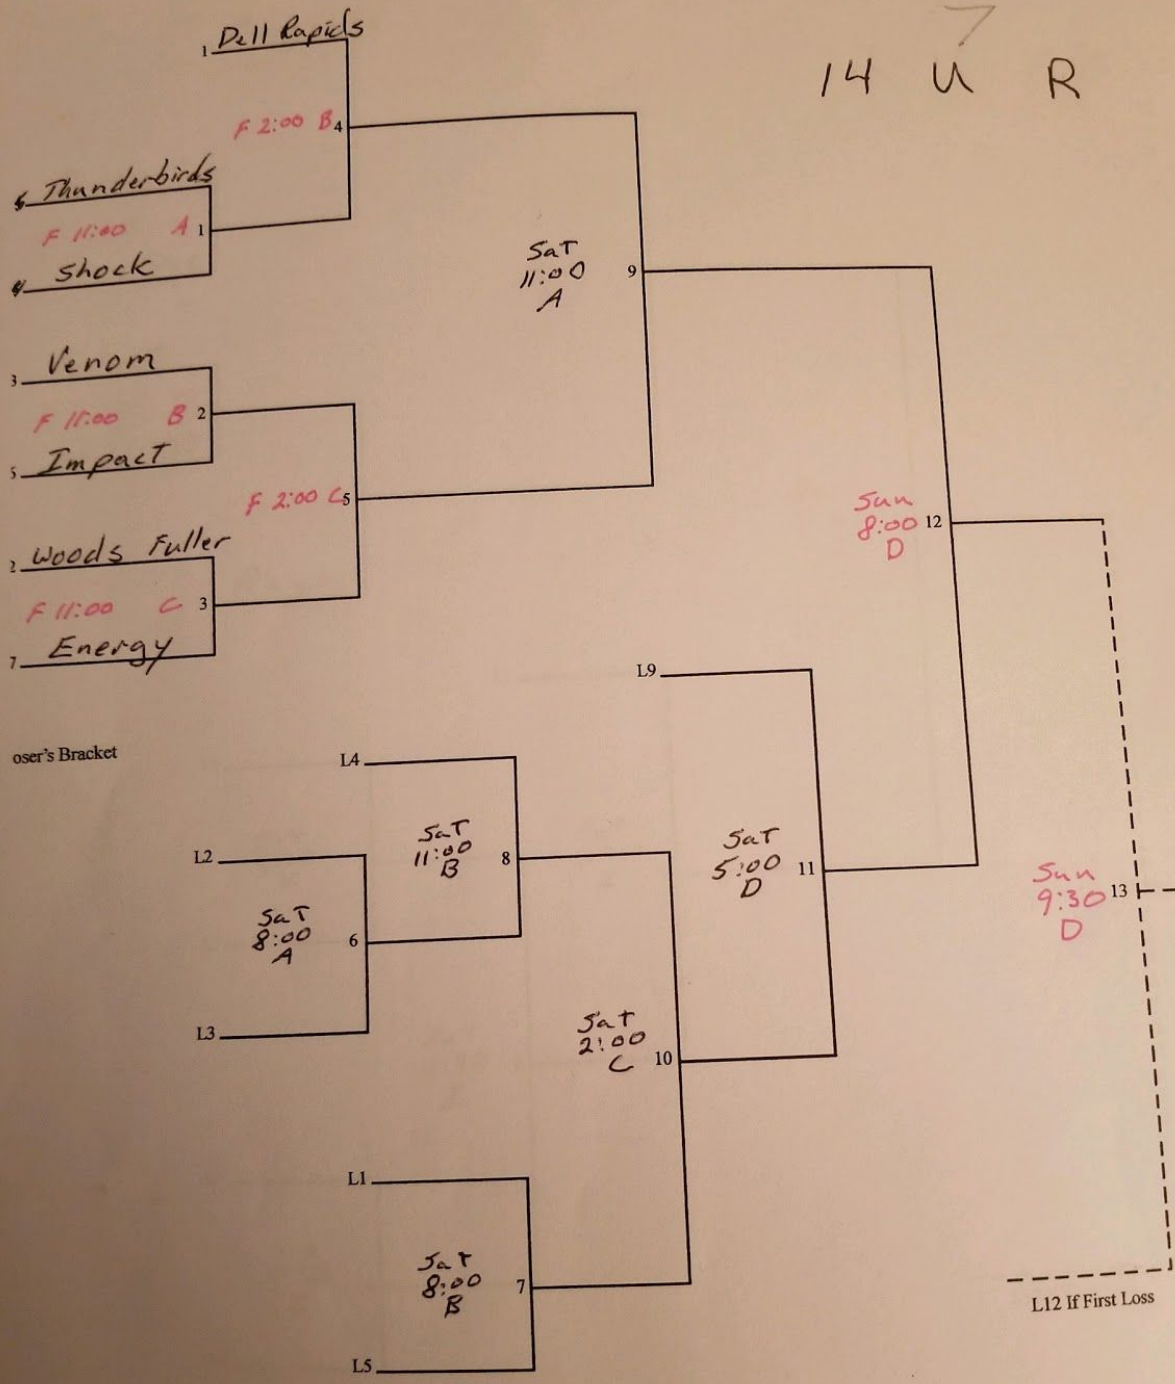 7
14 U R
1 Dell Rapids
F 2:00 B 4
Thunderbirds
F 11:00 A 1
4 Shock
Sat
11:00
A
9
3 Venom
F 11:00 B 2
5 Impact
F 2:00 C 5
2 Woods Fuller
F 11:00 C 3
7 Energy
Sun
8:00
D
12
L9
oser's Bracket
L4
Sat
11:00
B
8
L2
Sat
8:00
A
6
L3
Sat
5:00
D
11
Sun
9:30
D
13
Sat
2:00
C
10
L1
Sat
8:00
B
7
L5
L12 If First Loss